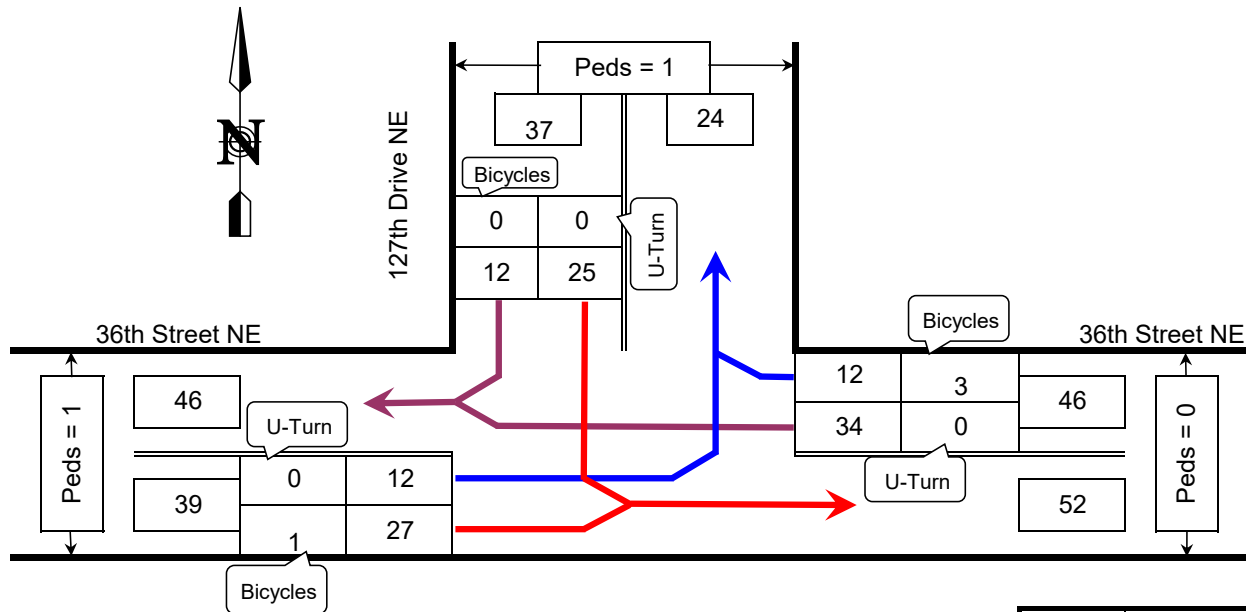 Peds = 1
N
127th Drive NE
37
24
Bicycles
0 0
U-Turn
12 25
36th Street NE
Bicycles
36th Street NE
46
12 3
46
Peds = 1
U-Turn
34 0
Peds = 0
0 12
U-Turn
39
52
1 27
Bicycles